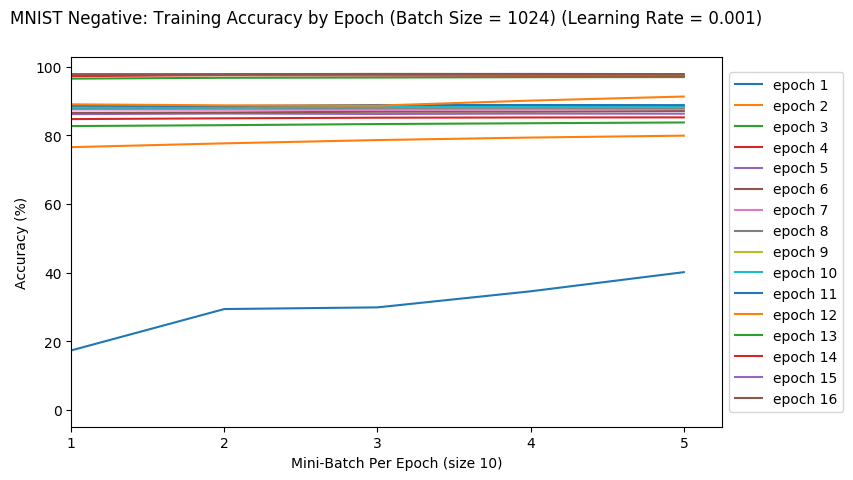 MNIST Negative: Training Accuracy by Epoch (Batch Size = 1024) (Learning Rate = 0.001)
100
80
60
40
20
0
Accuracy (%)
1 2 3 4 5
Mini-Batch Per Epoch (size 10)
epoch 1
epoch 2
epoch 3
epoch 4
epoch 5
epoch 6
epoch 7
epoch 8
epoch 9
epoch 10
epoch 11
epoch 12
epoch 13
epoch 14
epoch 15
epoch 16